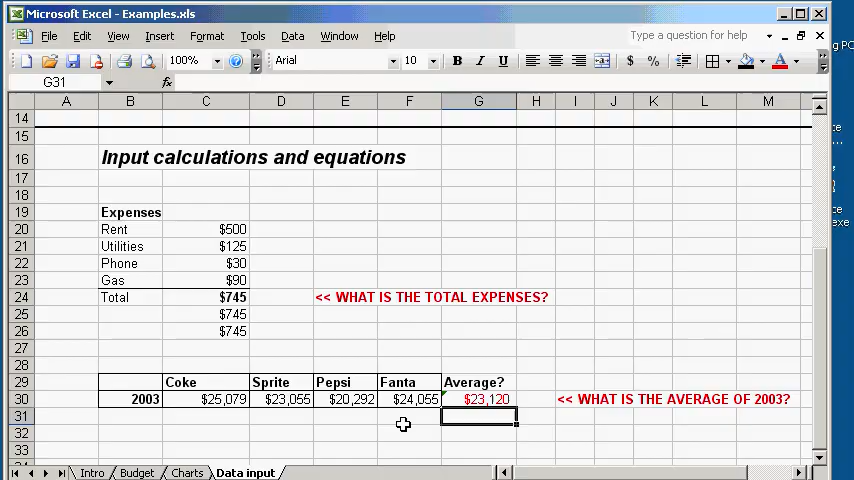 Microsoft Excel - Examples.xls
File Edit View Insert Format Tools Data Window Help Type a question for help
100% Arial 10 B I U $ %
G31 fx
A B C D E F G H I J K L M
14
15
16 Input calculations and equations
17
18
19 Expenses
20 Rent $500
21 Utilities $125
22 Phone $30
23 Gas $90
24 Total $745 << WHAT IS THE TOTAL EXPENSES?
25 $745
26 $745
27
28
29 Coke Sprite Pepsi Fanta Average?
30 2003 $25,079 $23,055 $20,292 $24,055 $23,120 << WHAT IS THE AVERAGE OF 2003?
31
32
33
Intro Budget Charts Data input